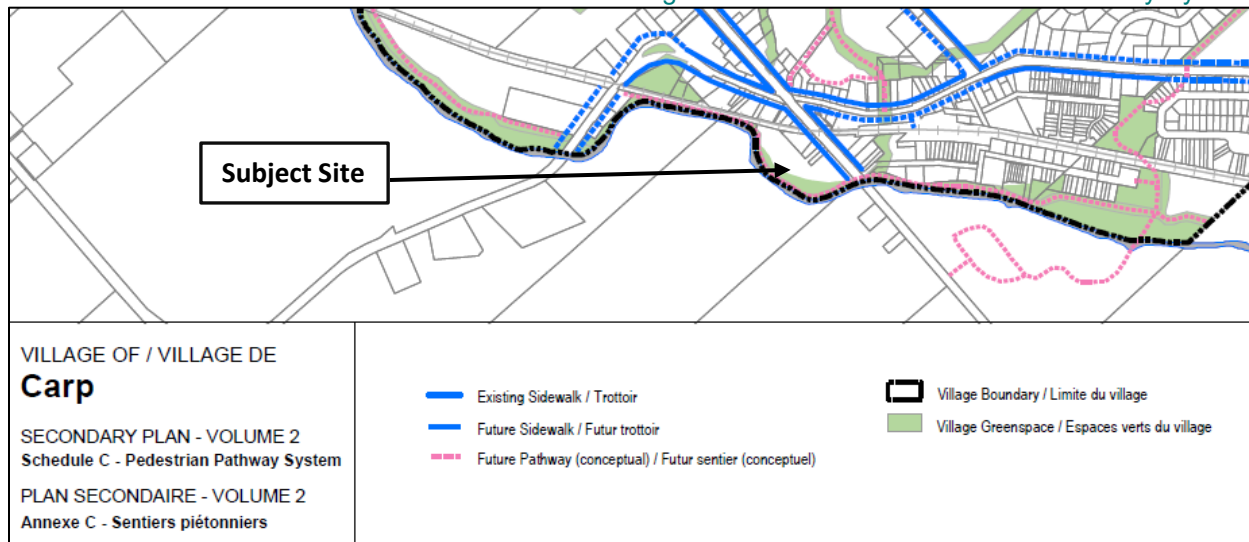 Subject Site
VILLAGE OF / VILLAGE DE
Carp
SECONDARY PLAN - VOLUME 2
Schedule C - Pedestrian Pathway System
PLAN SECONDAIRE - VOLUME 2
Annexe C - Sentiers piétonniers
Existing Sidewalk / Trottoir
Future Sidewalk / Futur trottoir
Future Pathway (conceptual) / Futur sentier (conceptuel)
Village Boundary / Limite du village
Village Greenspace / Espaces verts du village